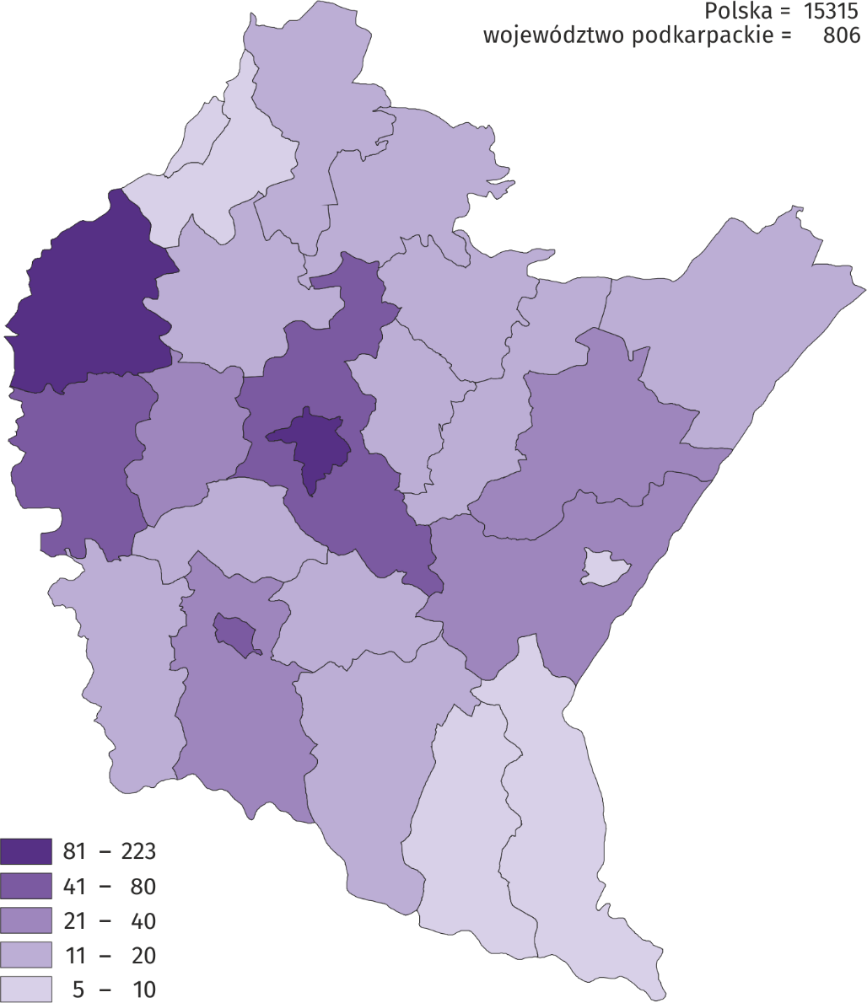 Polska = 15315
województwo podkarpackie = 806
81 – 223
41 – 80
21 – 40
11 – 20
5 – 10